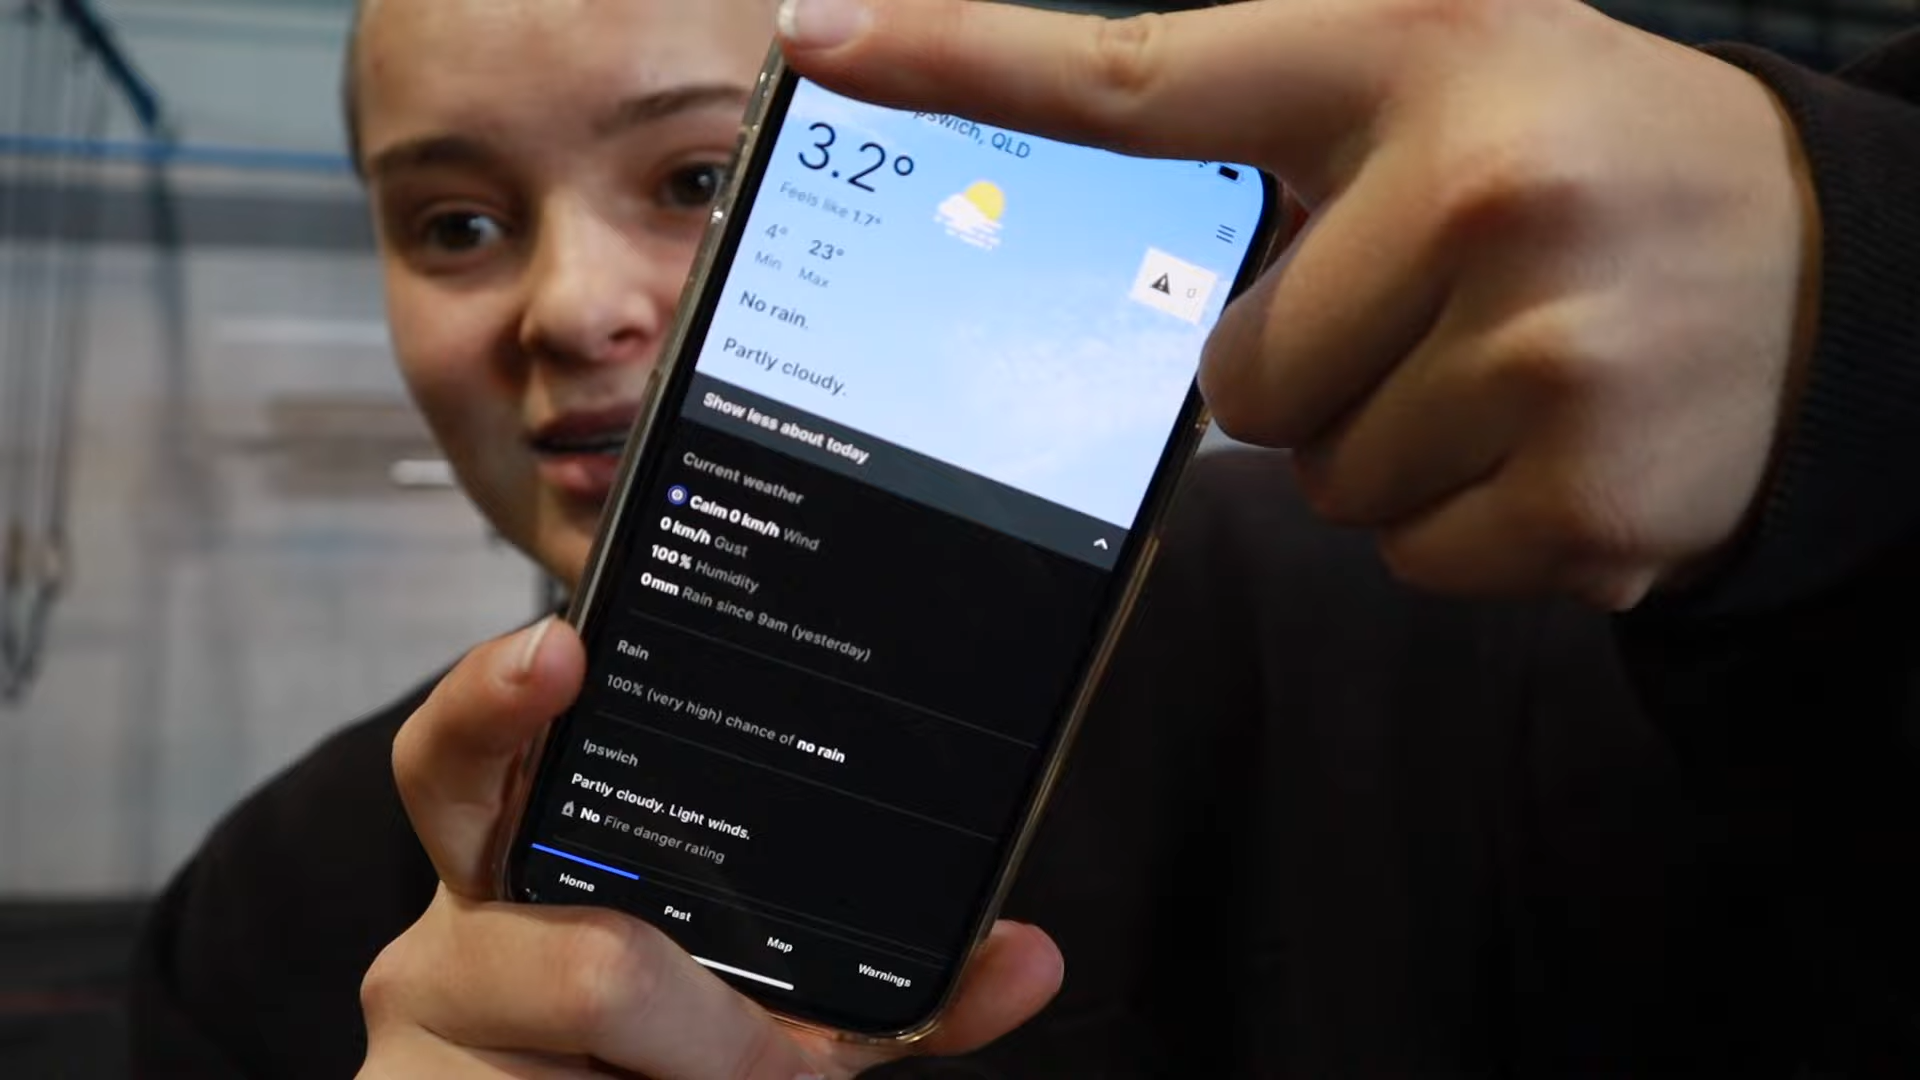 QLD
3.2°
Feels like 1.7°
4° 23°
Min Max
0
No rain.
Partly cloudy.
Show less about today
Current weather
Calm 0 km/h Wind
0 km/h Gust
100% Humidity
0mm Rain since 9am (yesterday)
Rain
100% (very high) chance of no rain
Ipswich
Partly cloudy. Light winds.
No Fire danger rating
Home
Past
Map
Warnings